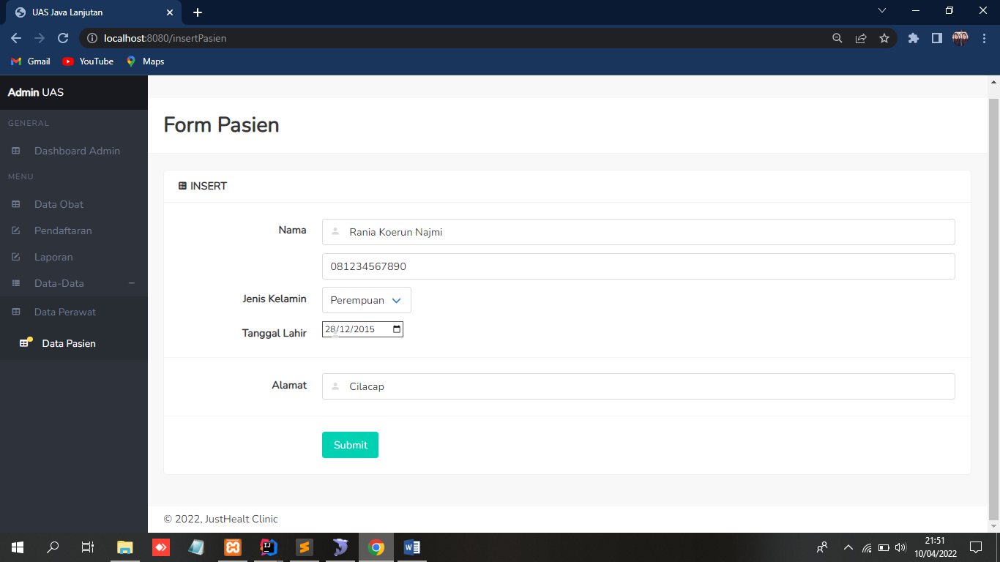 UAS Java Lanjutan
localhost:8080/insertPasien
Gmail YouTube Maps
Admin UAS
GENERAL
Dashboard Admin
MENU
Data Obat
Pendaftaran
Laporan
Data-Data
Data Perawat
Data Pasien
Form Pasien
INSERT
Nama Rania Koerun Najmi
081234567890
Jenis Kelamin Perempuan
Tanggal Lahir 28/12/2015
Alamat Cilacap
Submit
© 2022, JustHealt Clinic
21:51
10/04/2022